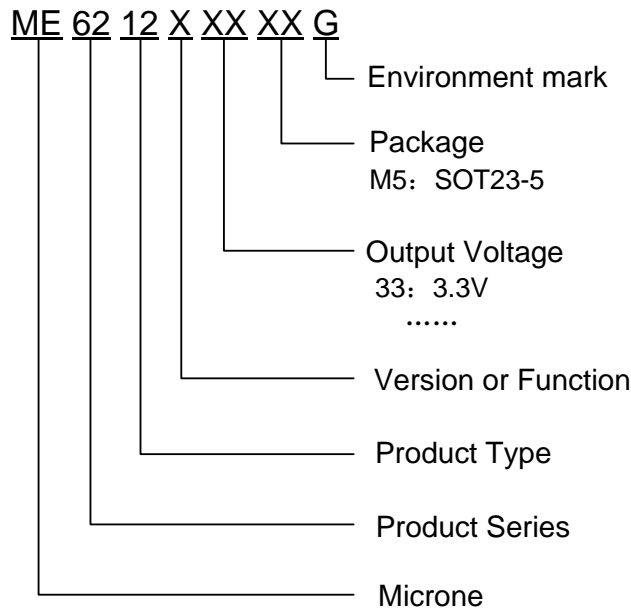 ME 62 12 X XX XX G
Environment mark
Package
M5：SOT23-5
Output Voltage
33：3.3V
……
Version or Function
Product Type
Product Series
Microne